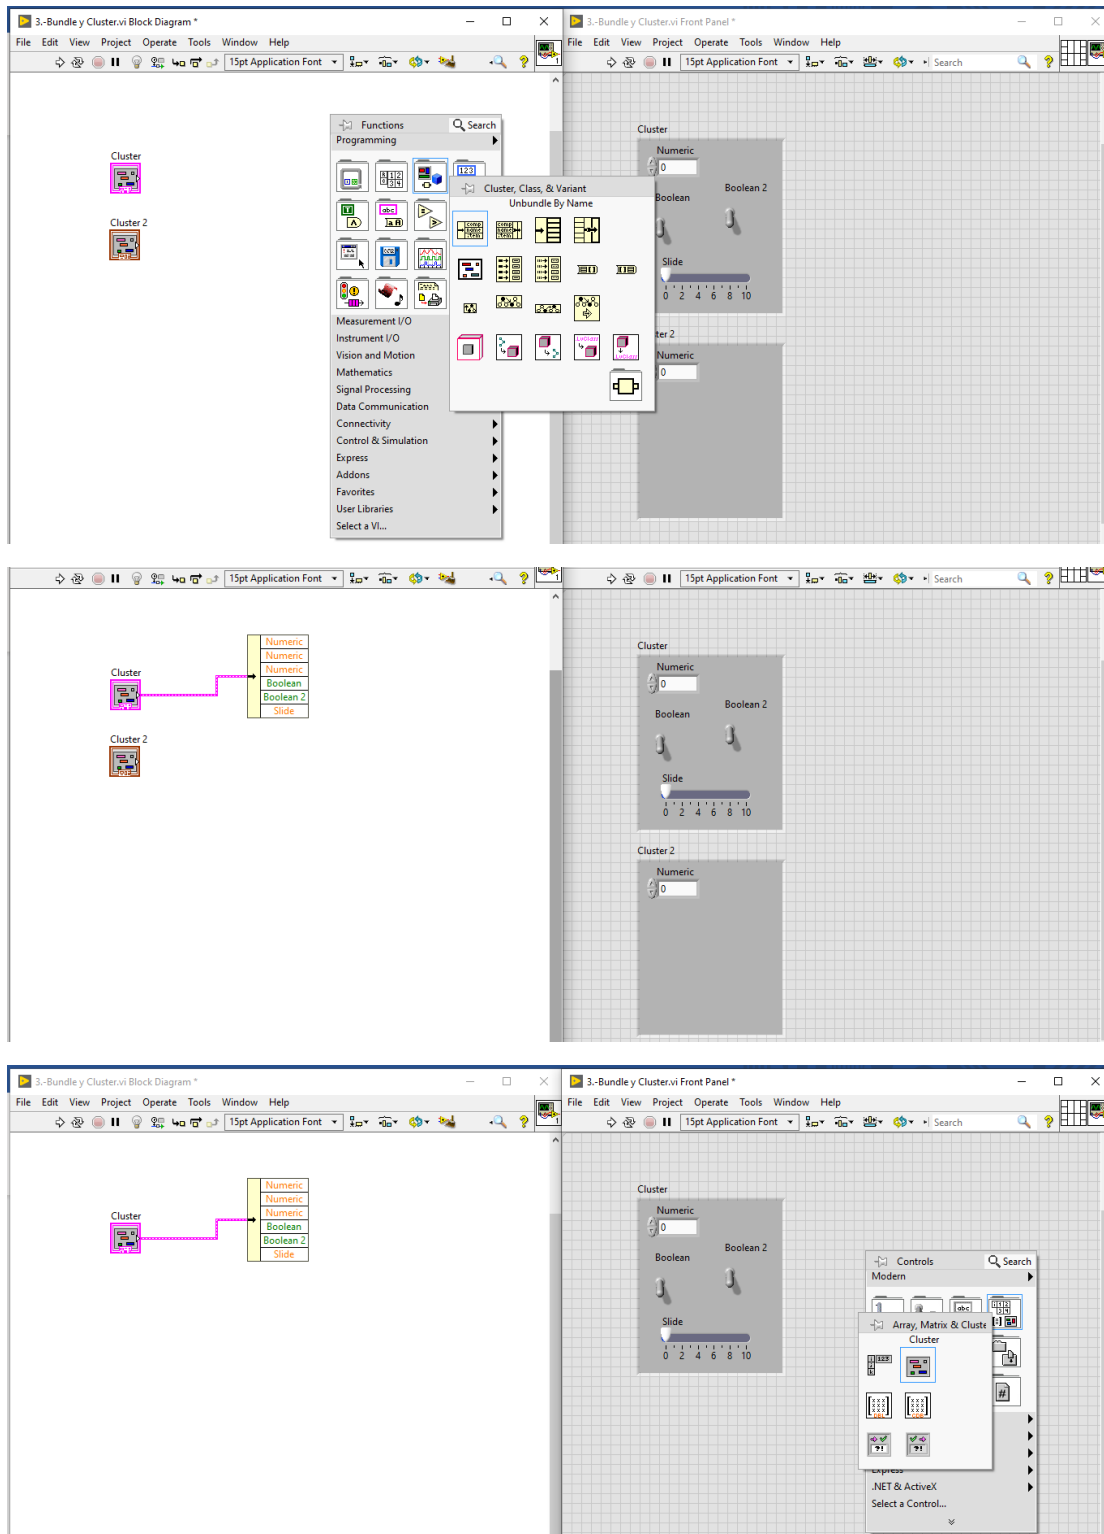 3.-Bundle y Cluster.vi Block Diagram *
File Edit View Project Operate Tools Window Help
15pt Application Font
Cluster
Cluster 2
Functions
Search
Programming
Cluster, Class, & Variant
Unbundle By Name
Measurement I/O
Instrument I/O
Vision and Motion
Mathematics
Signal Processing
Data Communication
Connectivity
Control & Simulation
Express
Addons
Favorites
User Libraries
Select a VI...
3.-Bundle y Cluster.vi Front Panel *
File Edit View Project Operate Tools Window Help
15pt Application Font
Search
Cluster
Numeric
0
Boolean
Boolean 2
Slide
0 2 4 6 8 10
ter 2
Numeric
0
15pt Application Font
Cluster
Numeric
Numeric
Numeric
Boolean
Boolean 2
Slide
Cluster 2
15pt Application Font
Search
Cluster
Numeric
0
Boolean
Boolean 2
Slide
0 2 4 6 8 10
Cluster 2
Numeric
0
3.-Bundle y Cluster.vi Block Diagram *
File Edit View Project Operate Tools Window Help
15pt Application Font
Cluster
Numeric
Numeric
Numeric
Boolean
Boolean 2
Slide
3.-Bundle y Cluster.vi Front Panel *
File Edit View Project Operate Tools Window Help
15pt Application Font
Search
Cluster
Numeric
0
Boolean
Boolean 2
Slide
0 2 4 6 8 10
Controls
Search
Modern
Array, Matrix & Cluste
Cluster
Express
.NET & ActiveX
Select a Control...